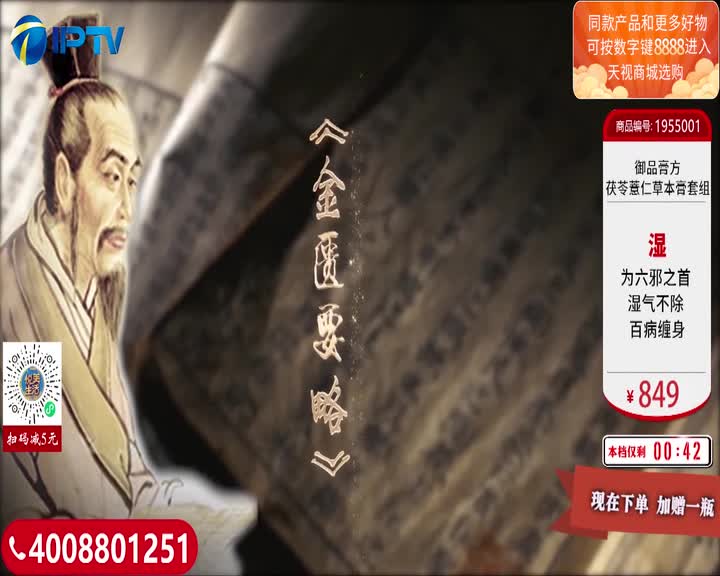 IPTV
同款产品和更多好物
可按数字键8888进入
天视商城选购
商品编号:1955001
御品膏方
茯苓薏仁草本膏套组
湿
为六邪之首
湿气不除
百病缠身
¥849
本档仅剩 00:42
现在下单 加赠一瓶
《金匮要略》
扫码减5元
4008801251